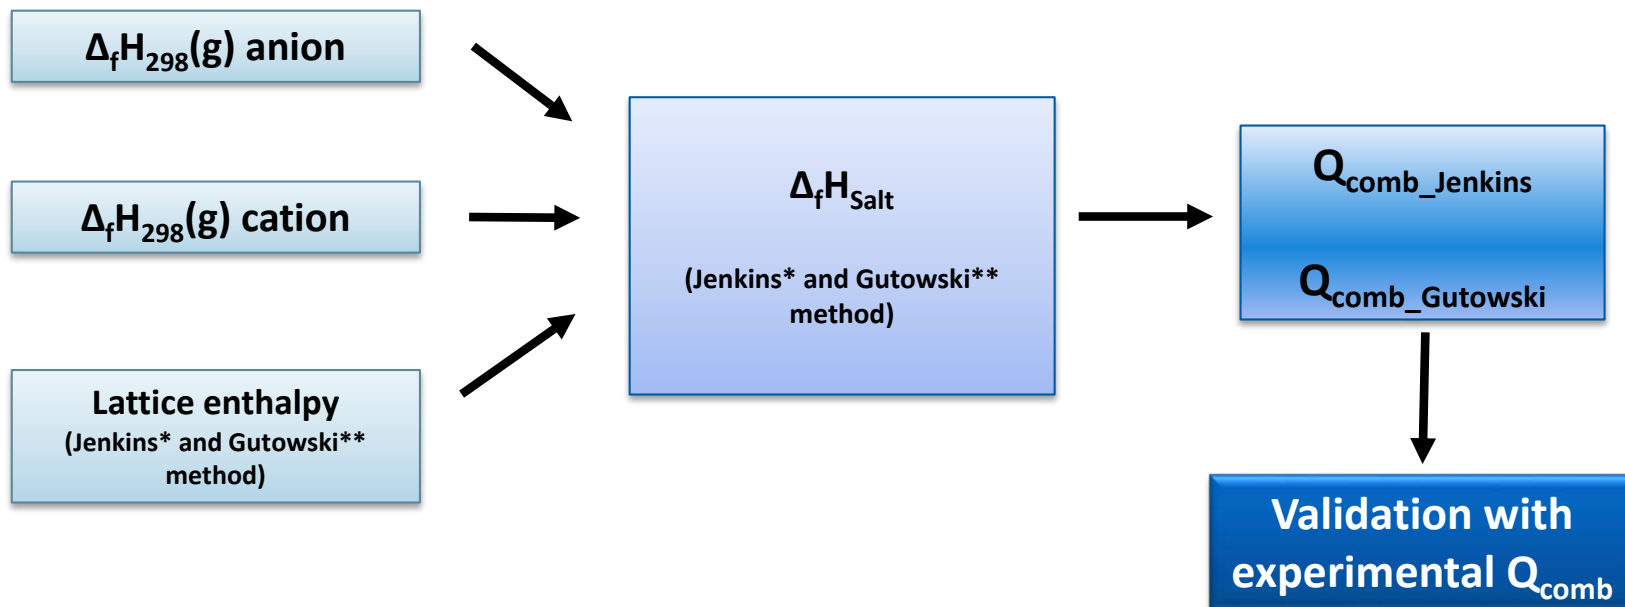 ΔfH298(g) anion
ΔfH298(g) cation
Lattice enthalpy
(Jenkins* and Gutowski**
method)
ΔfHSalt
(Jenkins* and Gutowski**
method)
Qcomb_Jenkins
Qcomb_Gutowski
Validation with
experimental Qcomb